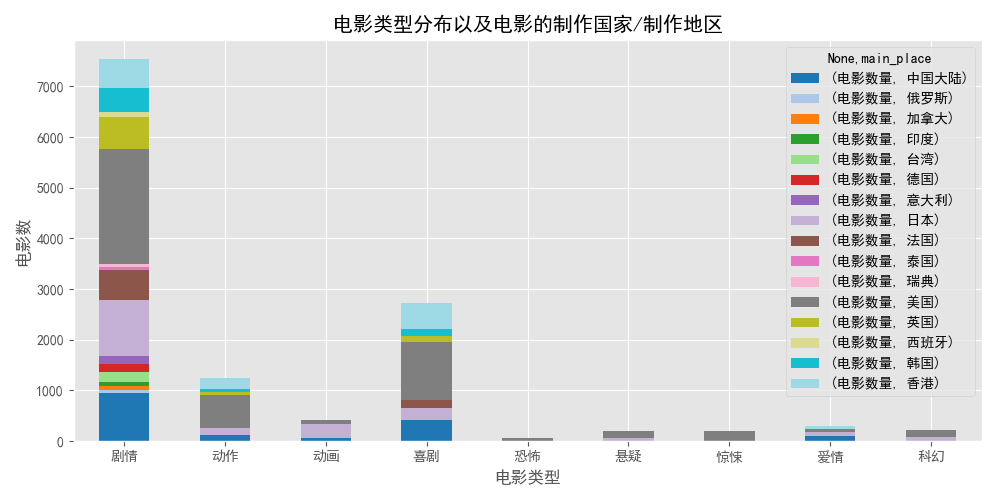 电影类型分布以及电影的制作国家/制作地区
None,main_place
(电影数量, 中国大陆)
(电影数量, 俄罗斯)
(电影数量, 加拿大)
(电影数量, 印度)
(电影数量, 台湾)
(电影数量, 德国)
(电影数量, 意大利)
(电影数量, 日本)
(电影数量, 法国)
(电影数量, 泰国)
(电影数量, 瑞典)
(电影数量, 美国)
(电影数量, 英国)
(电影数量, 西班牙)
(电影数量, 韩国)
(电影数量, 香港)
电影数
7000
6000
5000
4000
3000
2000
1000
0
剧情 动作 动画 喜剧 恐怖 悬疑 惊悚 爱情 科幻
电影类型